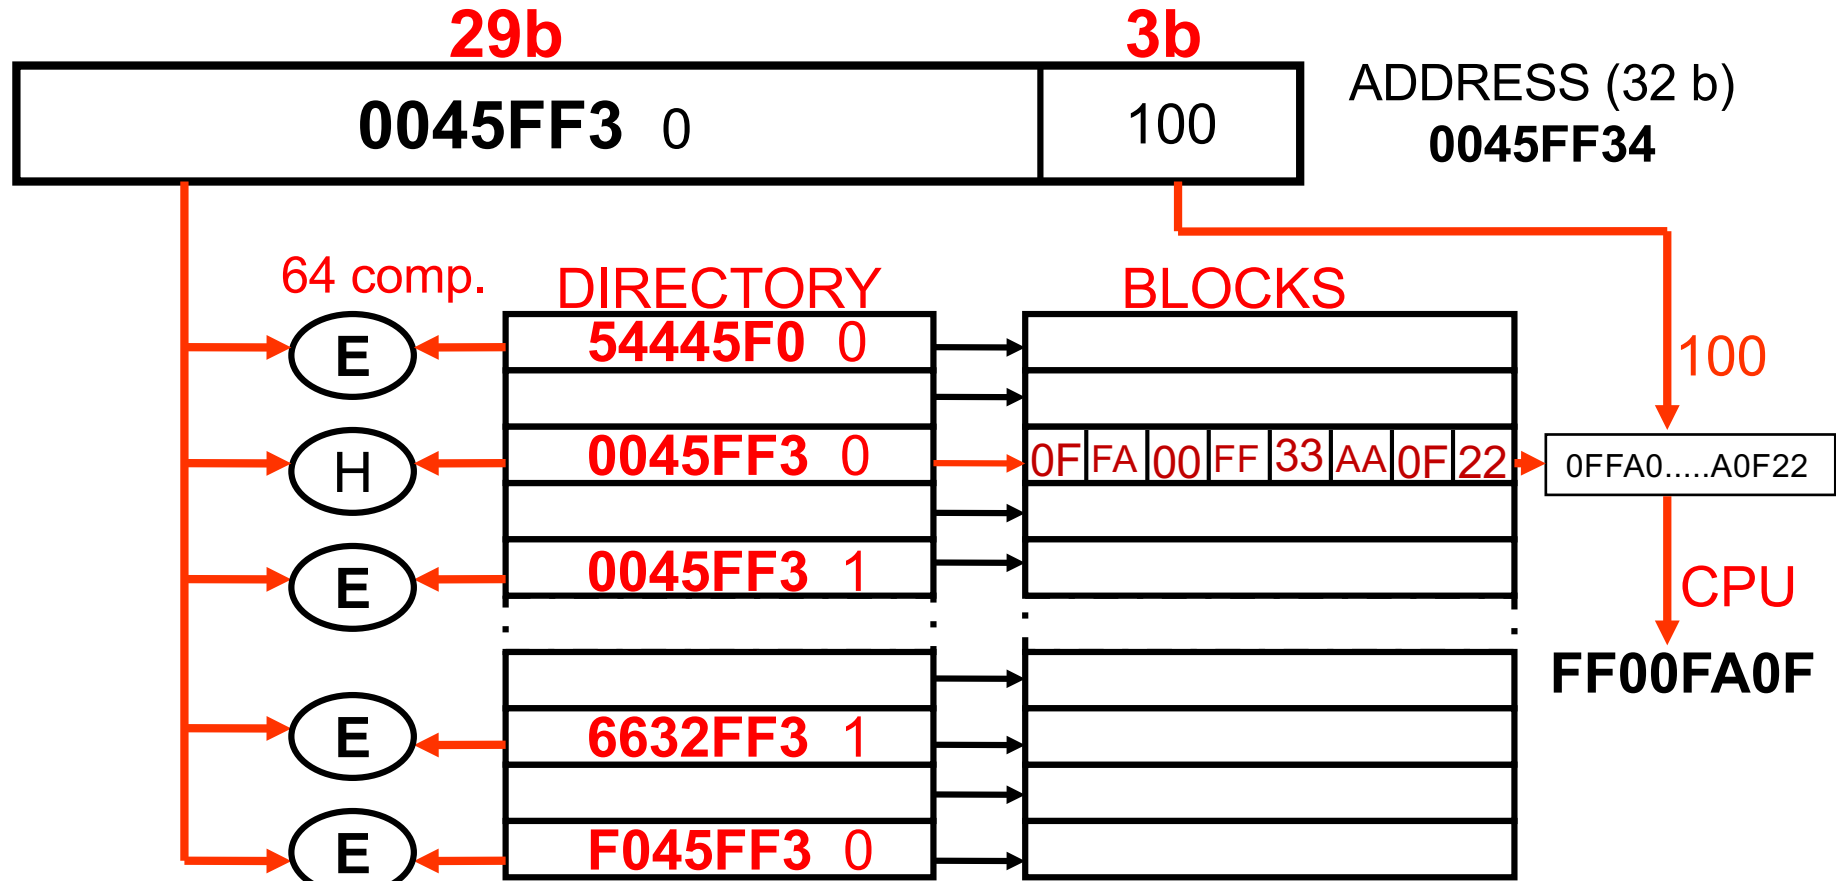 29b 3b
0045FF3 0 100 ADDRESS (32 b)
0045FF34
64 comp. DIRECTORY BLOCKS
E 54445F0 0 100
H 0045FF3 0 0F FA 00 FF 33 AA 0F 22 0FFA0.....A0F22
E 0045FF3 1 CPU
FF00FA0F
E 6632FF3 1
E F045FF3 0